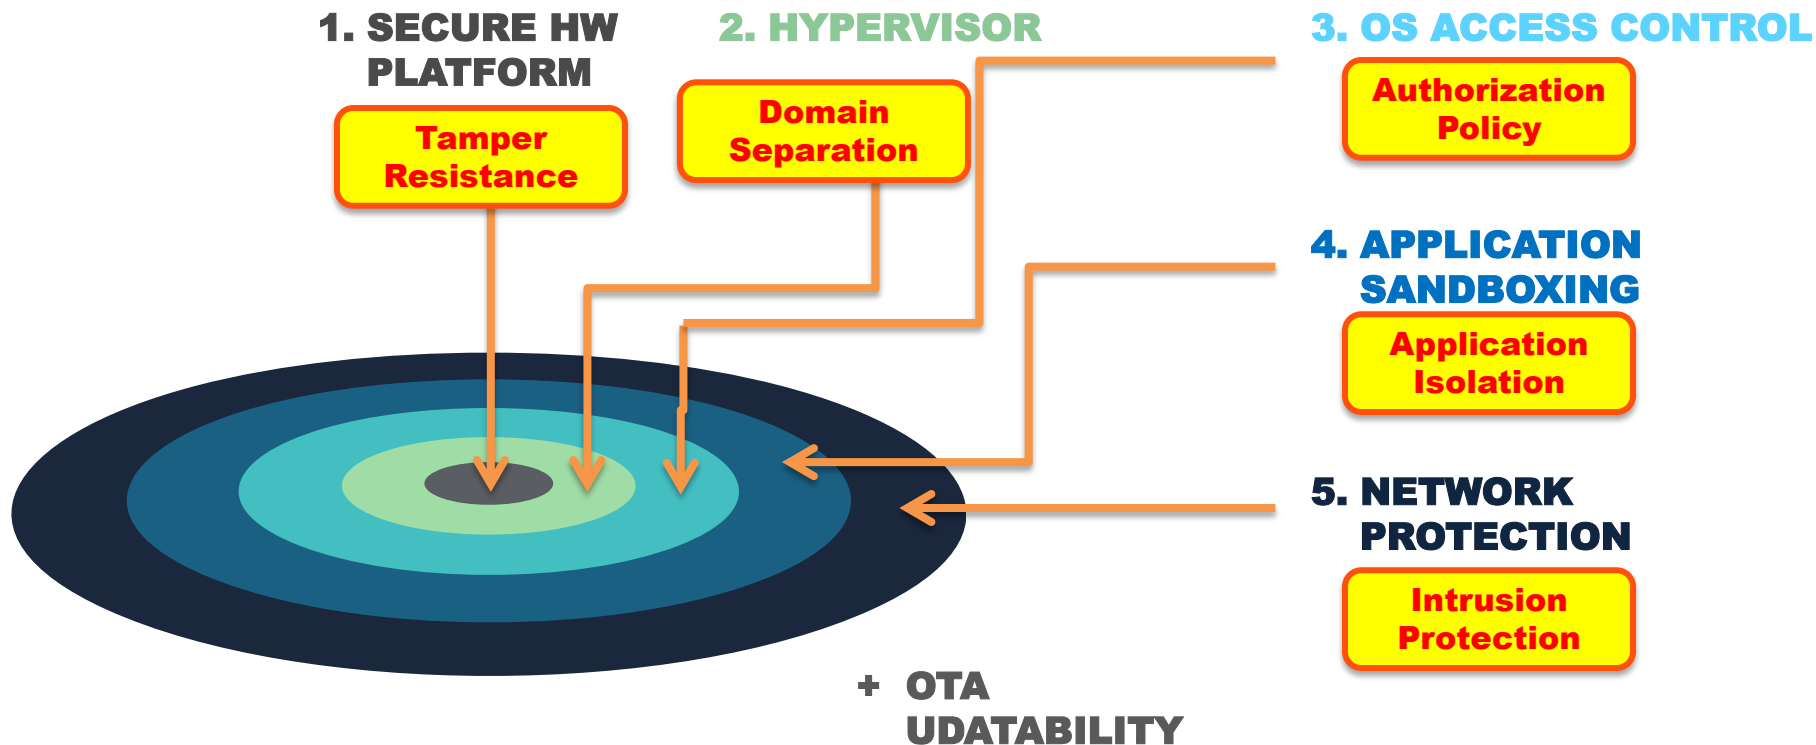 1. SECURE HW
PLATFORM
Tamper
Resistance
2. HYPERVISOR
Domain
Separation
3. OS ACCESS CONTROL
Authorization
Policy
4. APPLICATION
SANDBOXING
Application
Isolation
5. NETWORK
PROTECTION
Intrusion
Protection
+ OTA
UDATABILITY